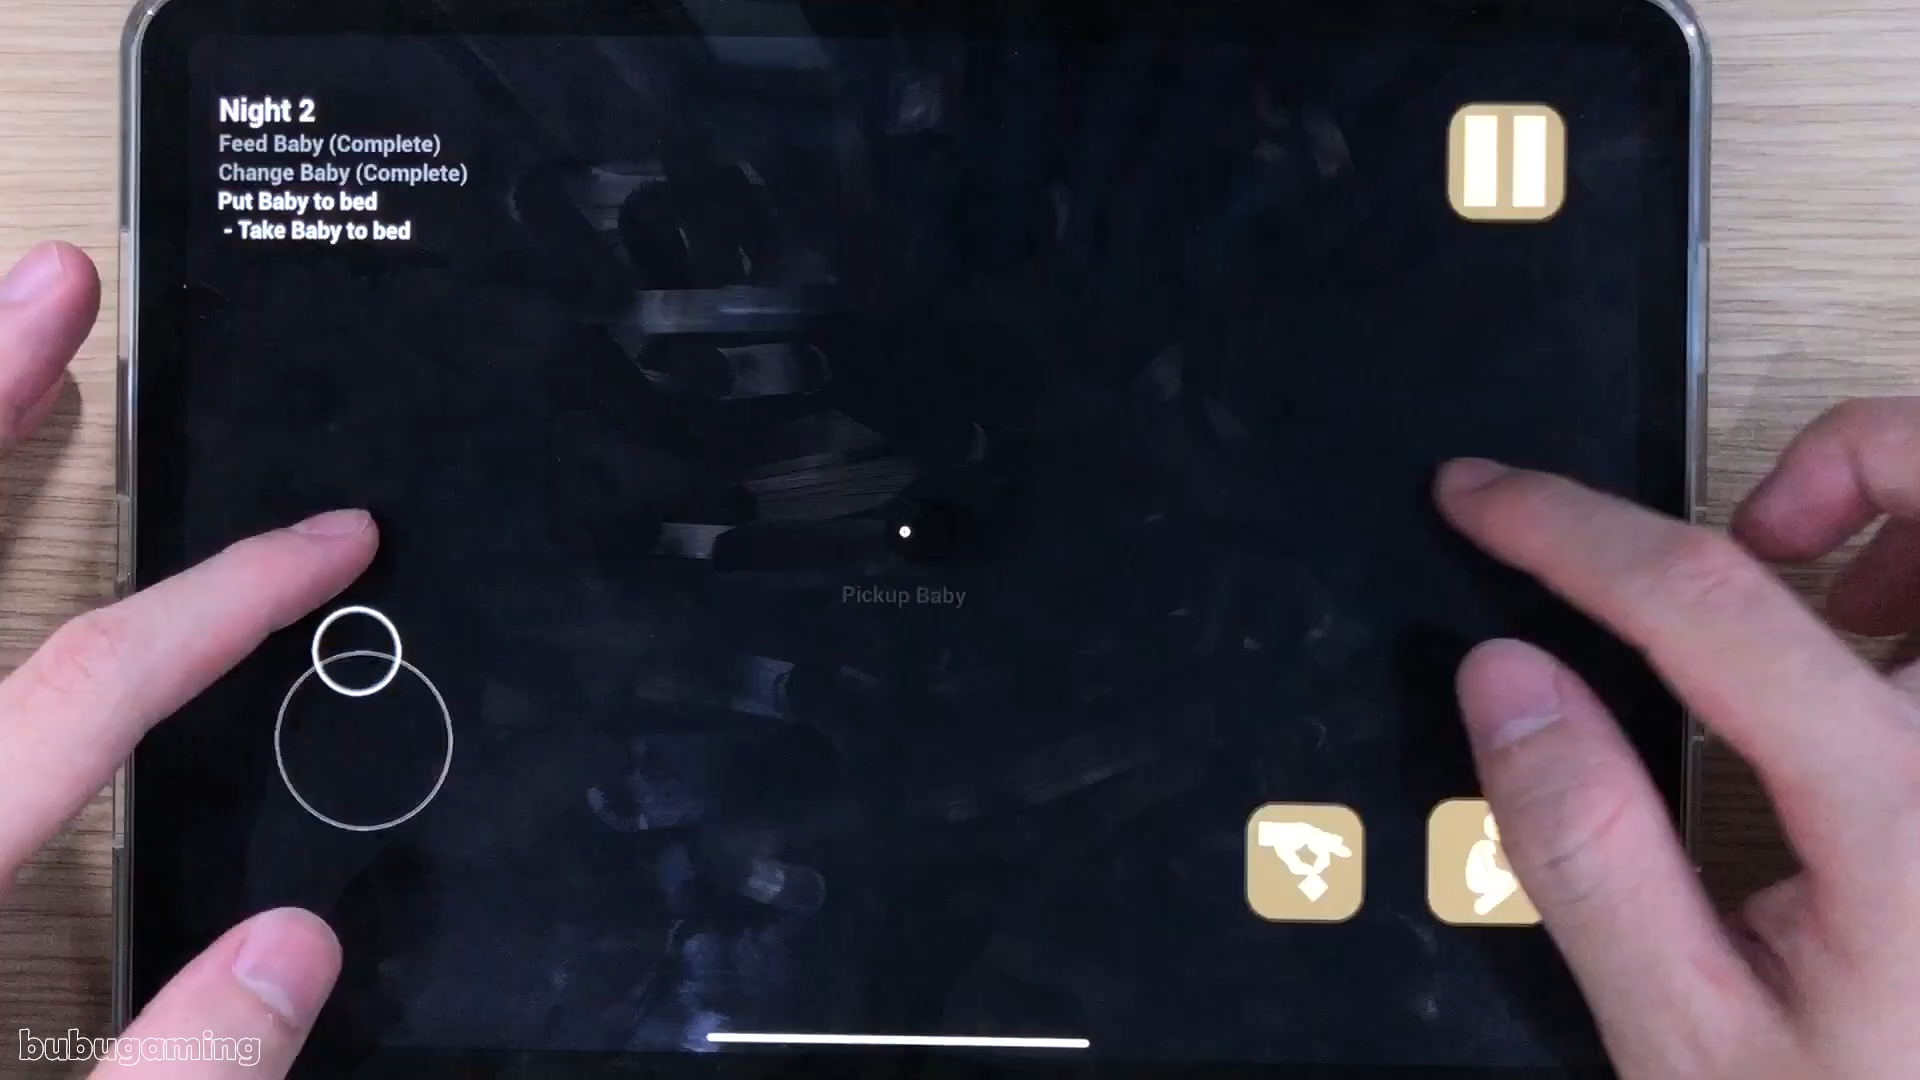 Night 2
Feed Baby (Complete)
Change Baby (Complete)
Put Baby to bed
- Take Baby to bed
Pickup Baby
bubugaming